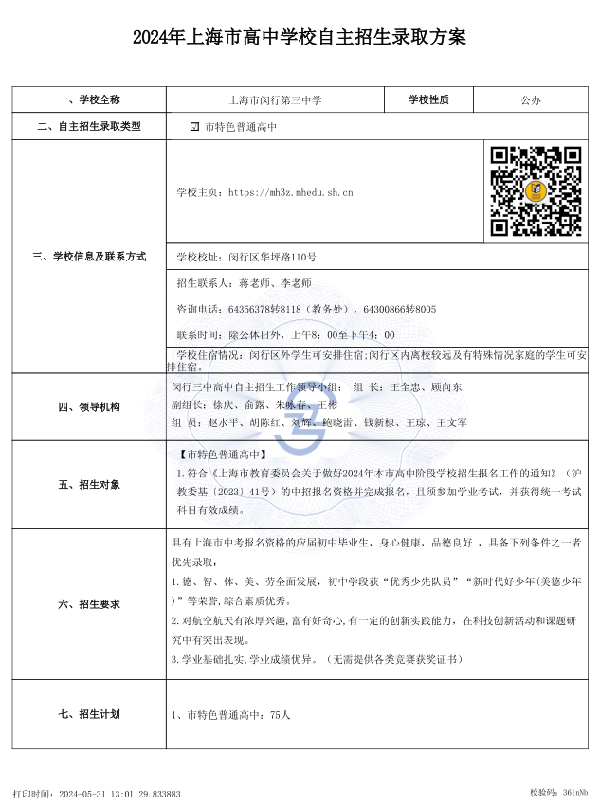 2024年上海市高中学校自主招生录取方案
、学校全称 上海市闵行第三中学 学校性质 公办
二、自主招生录取类型 市特色普通高中
三、学校信息及联系方式
学校主页：https://mh3z.mhedu.sh.cn
学校校址：闵行区华坪路110号
招生联系人：蒋老师、李老师
咨询电话：64356378转8118（教务处），64300866转8005
联系时间：除公休日外，上午8：00至下午4：00
学校住宿情况：闵行区外学生可安排住宿;闵行区内离校较远及有特殊情况家庭的学生可安
排住宿。
四、领导机构
闵行三中高中自主招生工作领导小组： 组 长：王全忠、顾向东
副组长：徐庆、俞露、朱咏春、王彬
组 员：赵水平、胡陈红、刘辉、鲍晓雷、钱新根、王琼、王文军
五、招生对象
【市特色普通高中】
1.符合《上海市教育委员会关于做好2024年本市高中阶段学校招生报名工作的通知》（沪
教委基〔2023〕41号）的中招报名资格并完成报名，且须参加学业考试，并获得统一考试
科目有效成绩。
六、招生要求
具有上海市中考报名资格的应届初中毕业生，身心健康，品德良好 ，具备下列条件之一者
优先录取：
1.德、智、体、美、劳全面发展，初中学段获“优秀少先队员”“新时代好少年(美德少年
)”等荣誉,综合素质优秀。
2.对航空航天有浓厚兴趣,富有好奇心,有一定的创新实践能力，在科技创新活动和课题研
究中有突出表现。
3.学业基础扎实,学业成绩优异。（无需提供各类竞赛获奖证书）
七、招生计划
1、市特色普通高中：75人
打印时间：2024-05-21 13:01:29.833883
校验码：36inNb